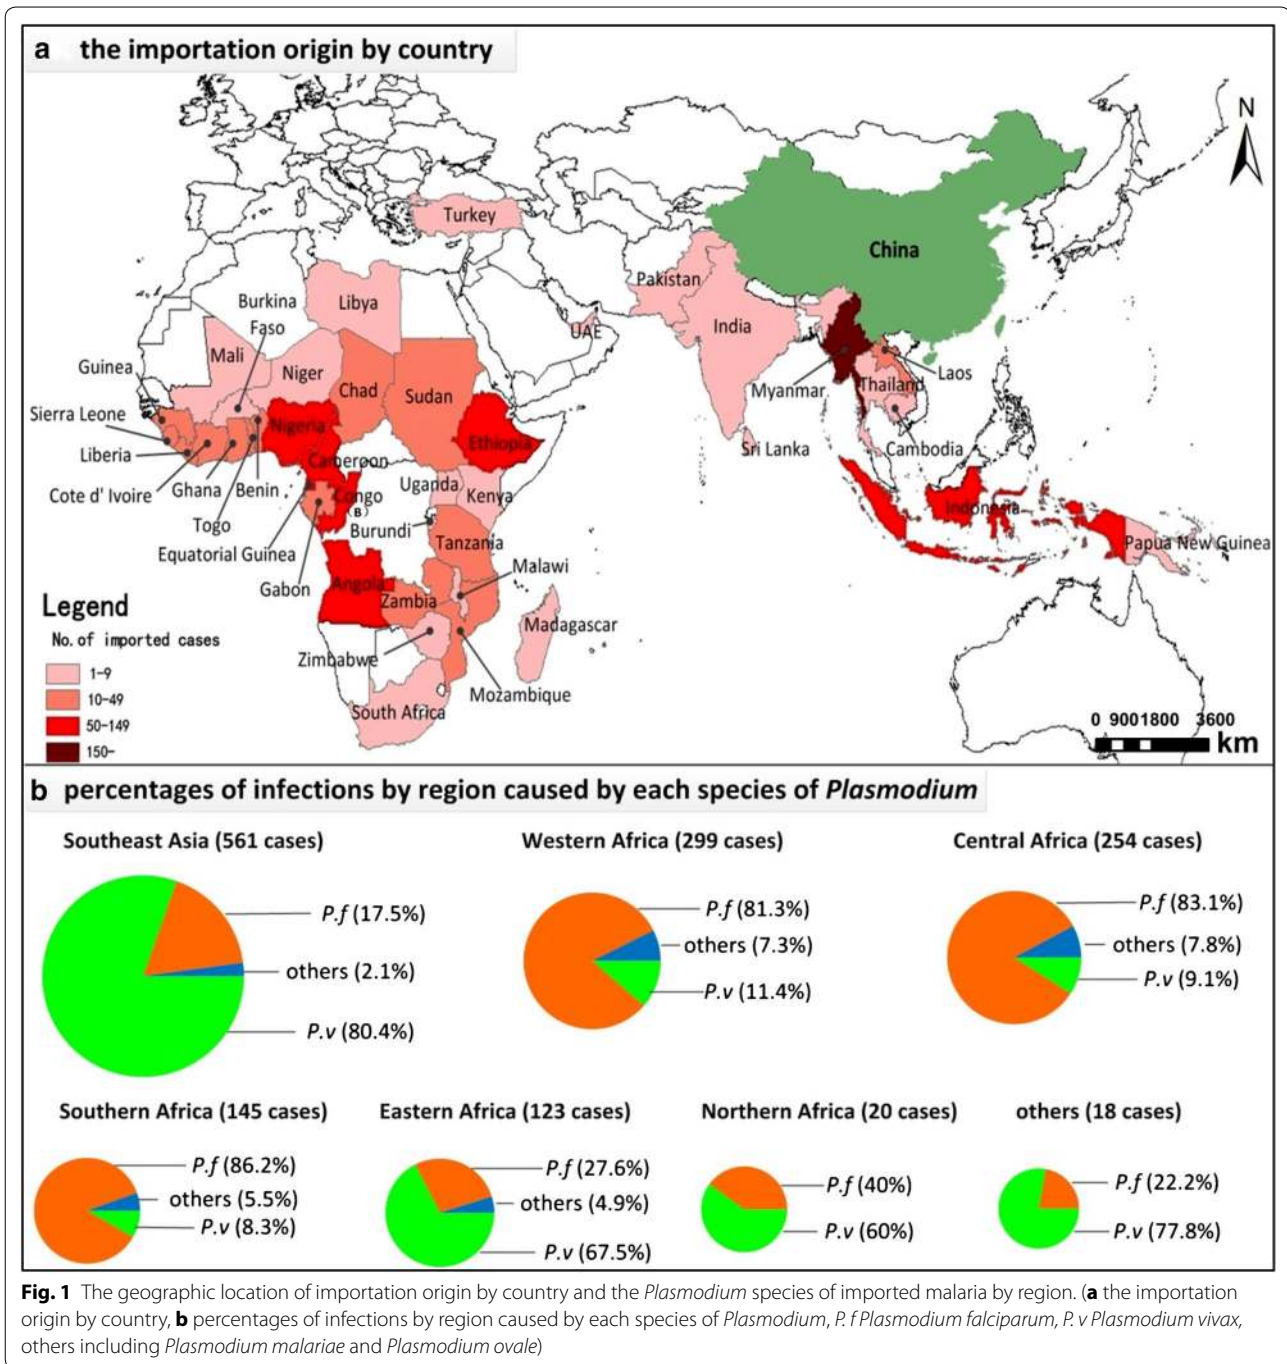 a the importation origin by country
N
Turkey
China
Pakistan
Libya
Burkina
Faso
UAE
India
Mali
Guinea
Niger
Chad
Sudan
Laos
Myanmar
Thailand
Sierra Leone
Nigeria
Ethiopia
Liberia
Cameroon
Sri Lanka
Cambodia
Cote d' Ivoire
Ghana
Benin
Uganda
Kenya
Congo
(B)
Indonesia
Togo
Burundi
Equatorial Guinea
Tanzania
Papua New Guinea
Gabon
Angola
Malawi
Zambia
Legend
Madagascar
No. of imported cases
Zimbabwe
1-9
10-49
50-149
150-
Mozambique
South Africa
0 900 1800 3600
km
b percentages of infections by region caused by each species of Plasmodium
Southeast Asia (561 cases)
P.f (17.5%)
others (2.1%)
P.v (80.4%)
Western Africa (299 cases)
P.f (81.3%)
others (7.3%)
P.v (11.4%)
Central Africa (254 cases)
P.f (83.1%)
others (7.8%)
P.v (9.1%)
Southern Africa (145 cases)
P.f (86.2%)
others (5.5%)
P.v (8.3%)
Eastern Africa (123 cases)
P.f (27.6%)
others (4.9%)
P.v (67.5%)
Northern Africa (20 cases)
P.f (40%)
P.v (60%)
others (18 cases)
P.f (22.2%)
P.v (77.8%)
Fig. 1 The geographic location of importation origin by country and the Plasmodium species of imported malaria by region. (a the importation
origin by country, b percentages of infections by region caused by each species of Plasmodium, P. f Plasmodium falciparum, P. v Plasmodium vivax,
others including Plasmodium malariae and Plasmodium ovale)